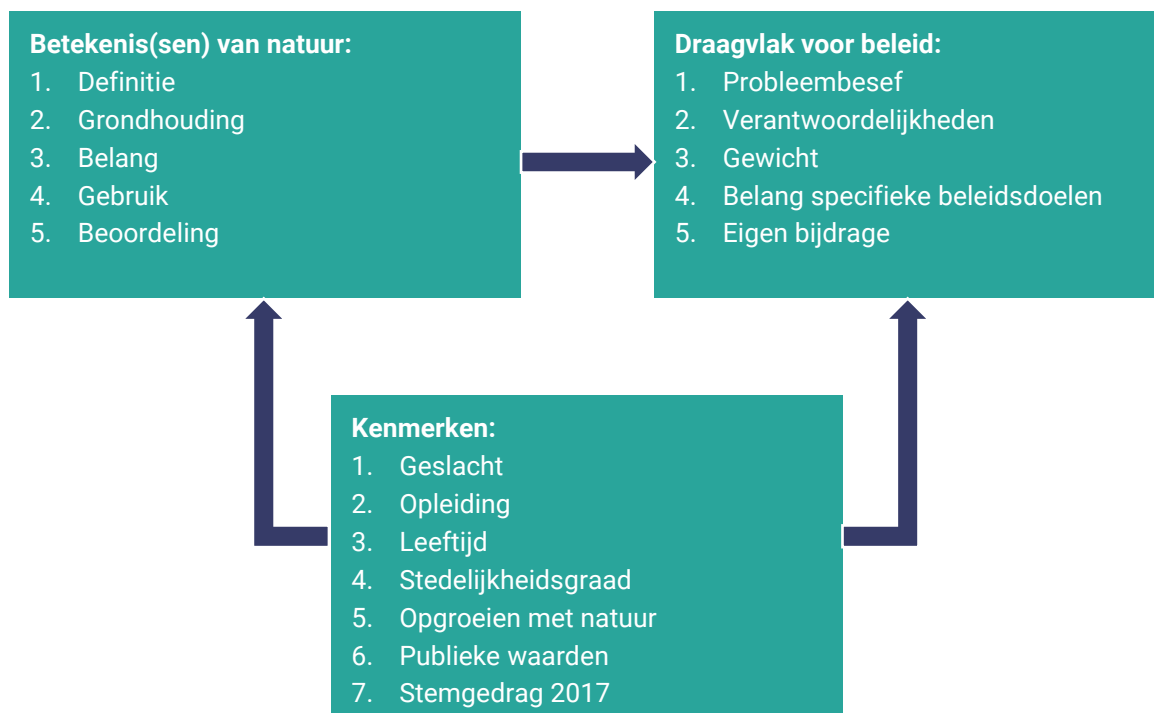 Betekenis(sen) van natuur:
1. Definitie
2. Grondhouding
3. Belang
4. Gebruik
5. Beoordeling
Draagvlak voor beleid:
1. Probleembesef
2. Verantwoordelijkheden
3. Gewicht
4. Belang specifieke beleidsdoelen
5. Eigen bijdrage
Kenmerken:
1. Geslacht
2. Opleiding
3. Leeftijd
4. Stedelijkheidsgraad
5. Opgroeien met natuur
6. Publieke waarden
7. Stemgedrag 2017